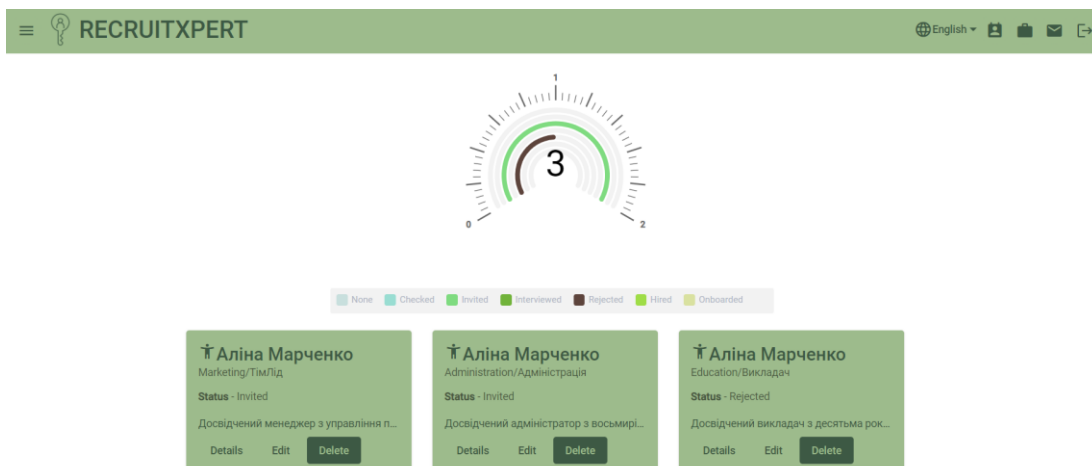 RECRUITXPERT
English
1
3
0
2
None Checked Invited Interviewed Rejected Hired Onboarded
Аліна Марченко
Marketing/ТімЛід
Status - Invited
Досвідчений менеджер з управління п...
Details Edit Delete
Аліна Марченко
Administration/Адміністрація
Status - Invited
Досвідчений адміністратор з восьмирі...
Details Edit Delete
Аліна Марченко
Education/Викладач
Status - Rejected
Досвідчений викладач з десятьма рок...
Details Edit Delete